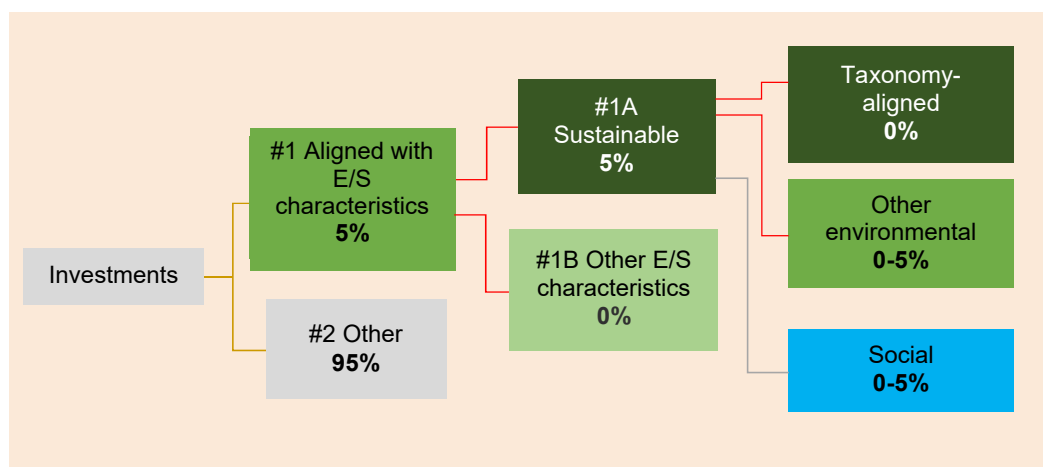 Investments
#1 Aligned with
E/S
characteristics
5%
#2 Other
95%
#1A
Sustainable
5%
#1B Other E/S
characteristics
0%
Taxonomy-
aligned
0%
Other
environmental
0-5%
Social
0-5%